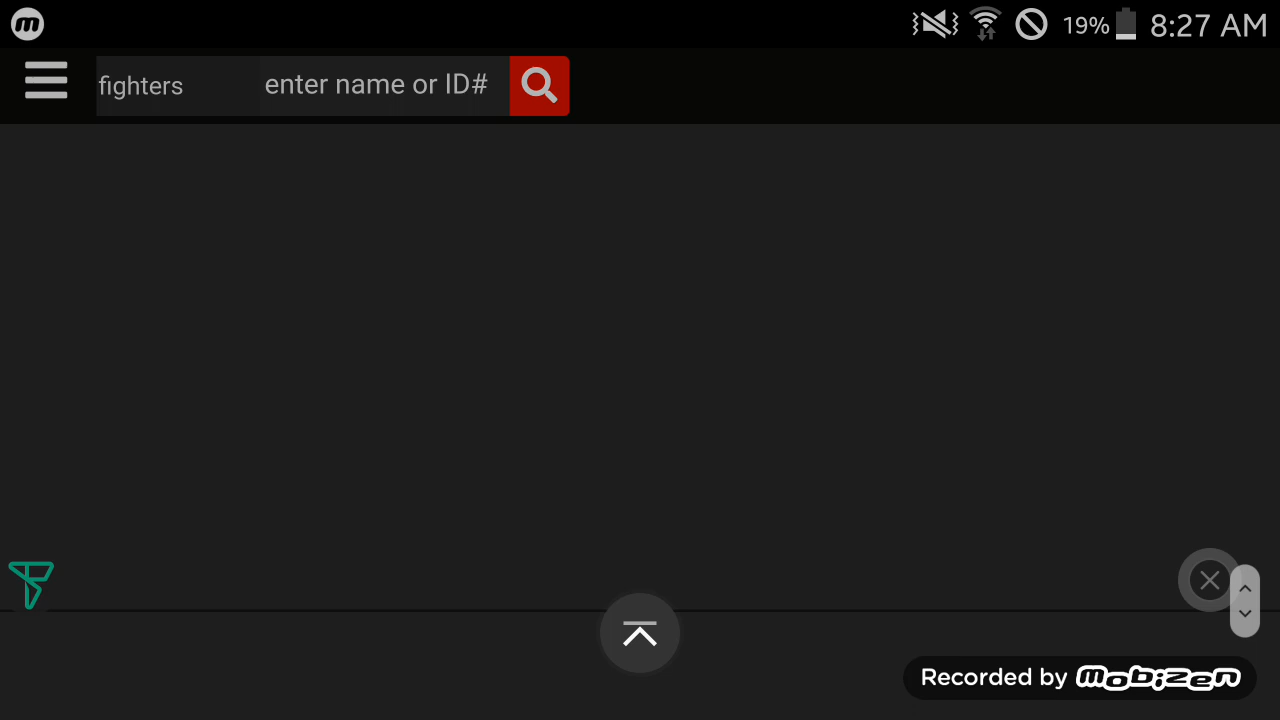 m
19%
8:27 AM
fighters
enter name or ID#
Recorded by mobizen